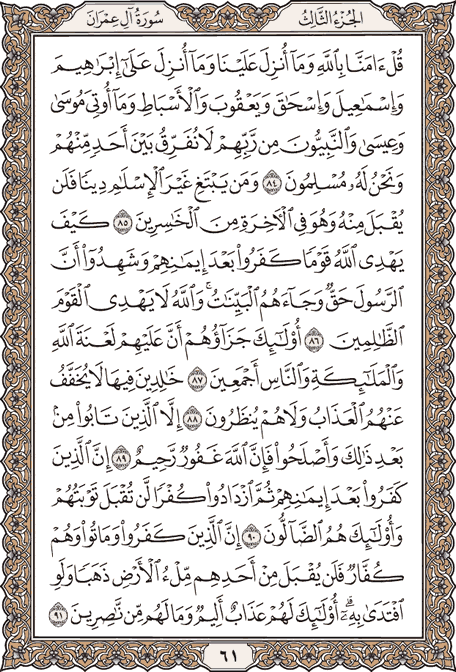 سُورَةُ آلِ عِمْرَان
الجُزْءُ الثَّالِثُ
قُلْ ءَامَنَّا بِٱللَّهِ وَمَآ أُنزِلَ عَلَيْنَا وَمَآ أُنزِلَ عَلَىٰٓ إِبْرَٰهِيمَ
وَإِسْمَٰعِيلَ وَإِسْحَٰقَ وَيَعْقُوبَ وَٱلْأَسْبَاطِ وَمَآ أُوتِىَ مُوسَىٰ
وَعِيسَىٰ وَٱلنَّبِيُّونَ مِن رَّبِّهِمْ لَا نُفَرِّقُ بَيْنَ أَحَدٍ مِّنْهُمْ
وَنَحْنُ لَهُۥ مُسْلِمُونَ ٨٤ وَمَن يَبْتَغِ غَيْرَ ٱلْإِسْلَٰمِ دِينًا فَلَن
يُقْبَلَ مِنْهُ وَهُوَ فِى ٱلْءَاخِرَةِ مِنَ ٱلْخَٰسِرِينَ ٨٥ كَيْفَ
يَهْدِى ٱللَّهُ قَوْمًا كَفَرُوا۟ بَعْدَ إِيمَٰنِهِمْ وَشَهِدُوٓا۟ أَنَّ
ٱلرَّسُولَ حَقٌّ وَجَآءَهُمُ ٱلْبَيِّنَٰتُ ۚ وَٱللَّهُ لَا يَهْدِى ٱلْقَوْمَ
ٱلظَّٰلِمِينَ ٨٦ أُو۟لَٰٓئِكَ جَزَآؤُهُمْ أَنَّ عَلَيْهِمْ لَعْنَةَ ٱللَّهِ
وَٱلْمَلَٰٓئِكَةِ وَٱلنَّاسِ أَجْمَعِينَ ٨٧ خَٰلِدِينَ فِيهَا لَا يُخَفَّفُ
عَنْهُمُ ٱلْعَذَابُ وَلَا هُمْ يُنظَرُونَ ٨٨ إِلَّا ٱلَّذِينَ تَابُوا۟ مِنۢ
بَعْدِ ذَٰلِكَ وَأَصْلَحُوا۟ فَإِنَّ ٱللَّهَ غَفُورٌ رَّحِيمٌ ٨٩ إِنَّ ٱلَّذِينَ
كَفَرُوا۟ بَعْدَ إِيمَٰنِهِمْ ثُمَّ ٱزْدَادُوا۟ كُفْرًا لَّن تُقْبَلَ تَوْبَتُهُمْ
وَأُو۟لَٰٓئِكَ هُمُ ٱلضَّآلُّونَ ٩٠ إِنَّ ٱلَّذِينَ كَفَرُوا۟ وَمَاتُوا۟ وَهُمْ
كُفَّارٌ فَلَن يُقْبَلَ مِنْ أَحَدِهِم مِّلْءُ ٱلْأَرْضِ ذَهَبًا وَلَوِ
ٱفْتَدَىٰ بِهِۦٓ ۗ أُو۟لَٰٓئِكَ لَهُمْ عَذَابٌ أَلِيمٌ وَمَا لَهُم مِّن نَّٰصِرِينَ ٩١
٦١